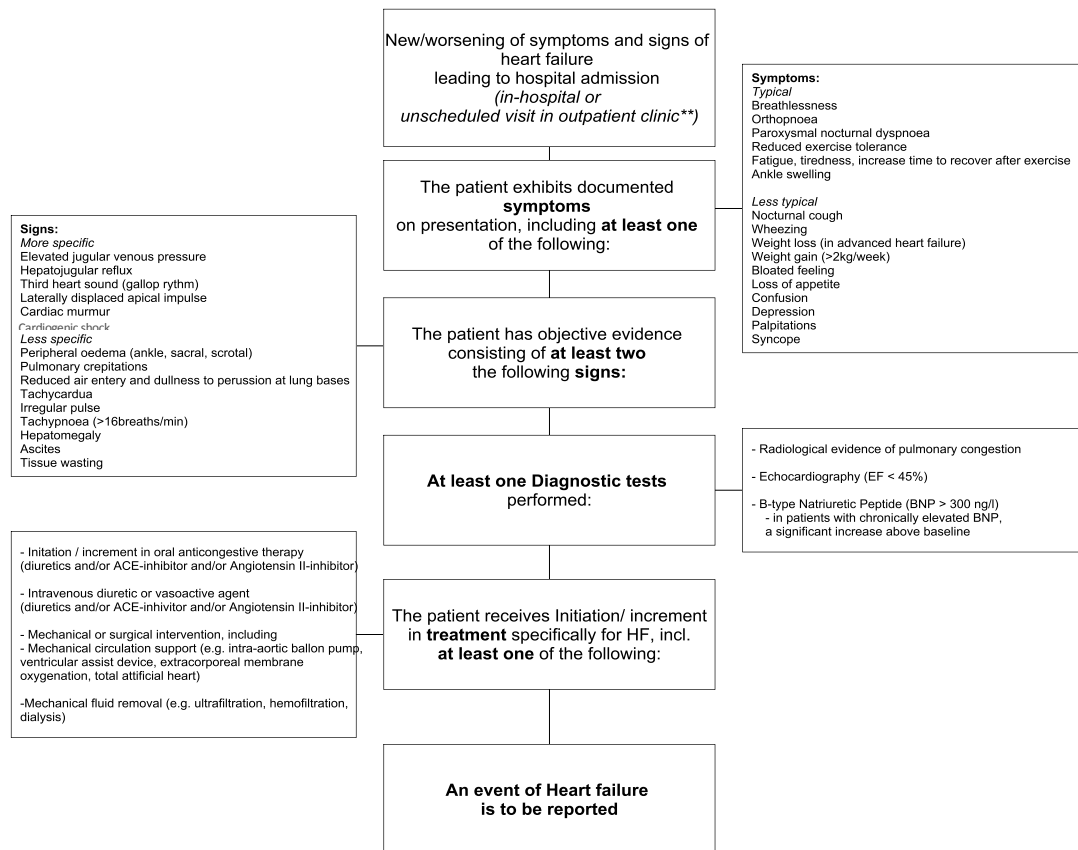 New/worsening of symptoms and signs of
heart failure
leading to hospital admission
(in-hospital or
unscheduled visit in outpatient clinic**)
The patient exhibits documented
symptoms
on presentation, including at least one
of the following:
Symptoms:
Typical
Breathlessness
Orthopnoea
Paroxysmal nocturnal dyspnoea
Reduced exercise tolerance
Fatigue, tiredness, increase time to recover after exercise
Ankle swelling
Less typical
Nocturnal cough
Wheezing
Weight loss (in advanced heart failure)
Weight gain (>2kg/week)
Bloated feeling
Loss of appetite
Confusion
Depression
Palpitations
Syncope
The patient has objective evidence
consisting of at least two
the following signs:
Signs:
More specific
Elevated jugular venous pressure
Hepatojugular reflux
Third heart sound (gallop rythm)
Laterally displaced apical impulse
Cardiac murmur
Cardiogenic shock
Less specific
Peripheral oedema (ankle, sacral, scrotal)
Pulmonary crepitations
Reduced air entery and dullness to perussion at lung bases
Tachycardua
Irregular pulse
Tachypnoea (>16breaths/min)
Hepatomegaly
Ascites
Tissue wasting
At least one Diagnostic tests
performed:
- Radiological evidence of pulmonary congestion
- Echocardiography (EF < 45%)
- B-type Natriuretic Peptide (BNP > 300 ng/l)
- in patients with chronically elevated BNP,
a significant increase above baseline
The patient receives Initiation/ increment
in treatment specifically for HF, incl.
at least one of the following:
- Initation / increment in oral anticongestive therapy
(diuretics and/or ACE-inhibitor and/or Angiotensin II-inhibitor)
- Intravenous diuretic or vasoactive agent
(diuretics and/or ACE-inhivitor and/or Angiotensin II-inhibitor)
- Mechanical or surgical intervention, including
- Mechanical circulation support (e.g. intra-aortic ballon pump,
ventricular assist device, extracorporeal membrane
oxygenation, total attificial heart)
-Mechanical fluid removal (e.g. ultrafiltration, hemofiltration,
dialysis)
An event of Heart failure
is to be reported